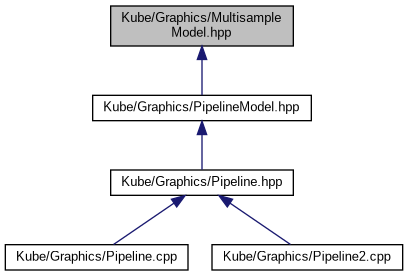 Kube/Graphics/Multisample
Model.hpp
Kube/Graphics/PipelineModel.hpp
Kube/Graphics/Pipeline.hpp
Kube/Graphics/Pipeline.cpp
Kube/Graphics/Pipeline2.cpp